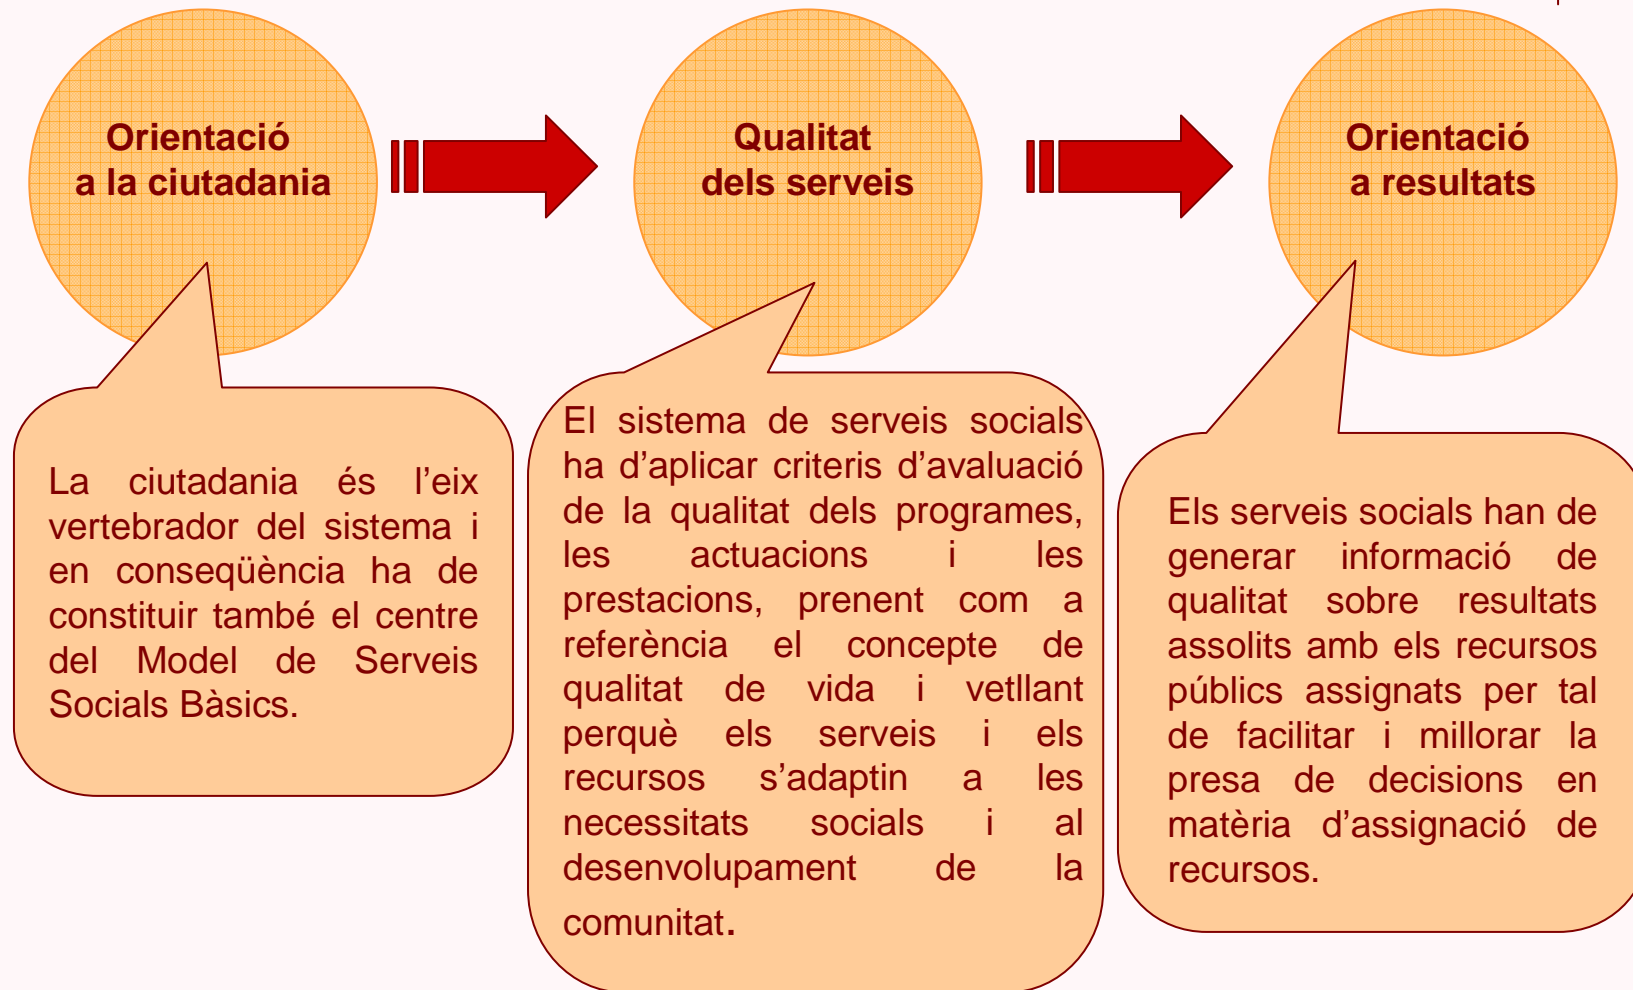 Orientació
a la ciutadania
Qualitat
dels serveis
Orientació
a resultats
La ciutadania és l’eix
vertebrador del sistema i
en conseqüència ha de
constituir també el centre
del Model de Serveis
Socials Bàsics.
El sistema de serveis socials
ha d’aplicar criteris d’avaluació
de la qualitat dels programes,
les actuacions i les
prestacions, prenent com a
referència el concepte de
qualitat de vida i vetllant
perquè els serveis i els
recursos s’adaptin a les
necessitats socials i al
desenvolupament de la
comunitat.
Els serveis socials han de
generar informació de
qualitat sobre resultats
assolits amb els recursos
públics assignats per tal
de facilitar i millorar la
presa de decisions en
matèria d’assignació de
recursos.